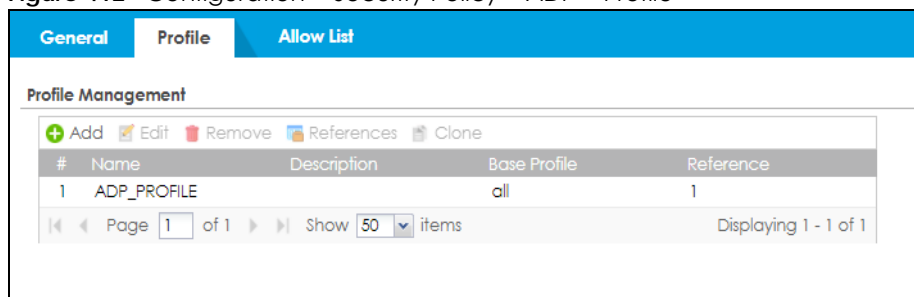 General Profile Allow List
Profile Management
Add Edit Remove References Clone
# Name Description Base Profile Reference
1 ADP_PROFILE all 1
Page 1 of 1 Show 50 items Displaying 1 - 1 of 1